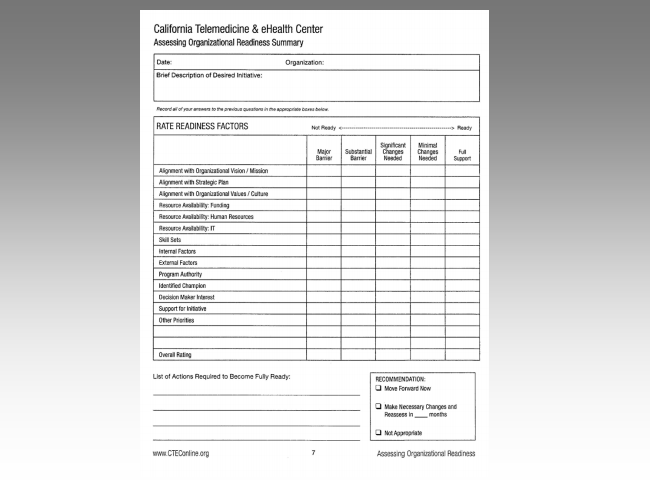 California Telemedicine & eHealth Center
Assessing Organizational Readiness Summary
Date: Organization:
Brief Description of Desired Initiative:
Record all of your answers to the previous questions in the appropriate boxes below.
RATE READINESS FACTORS Not Ready <-----------------------------------> Ready
Major Barrier Substantial Barrier Significant Changes Needed Minimal Changes Needed Full Support
Alignment with Organizational Vision / Mission
Alignment with Strategic Plan
Alignment with Organizational Values / Culture
Resource Availability: Funding
Resource Availability: Human Resources
Resource Availability: IT
Skill Sets
Internal Factors
External Factors
Program Authority
Identified Champion
Decision Maker Interest
Support for Initiative
Other Priorities
Overall Rating
List of Actions Required to Become Fully Ready:
RECOMMENDATION:
Move Forward Now
Make Necessary Changes and
Reassess in ____ months
Not Appropriate
www.CTEConline.org 7 Assessing Organizational Readiness